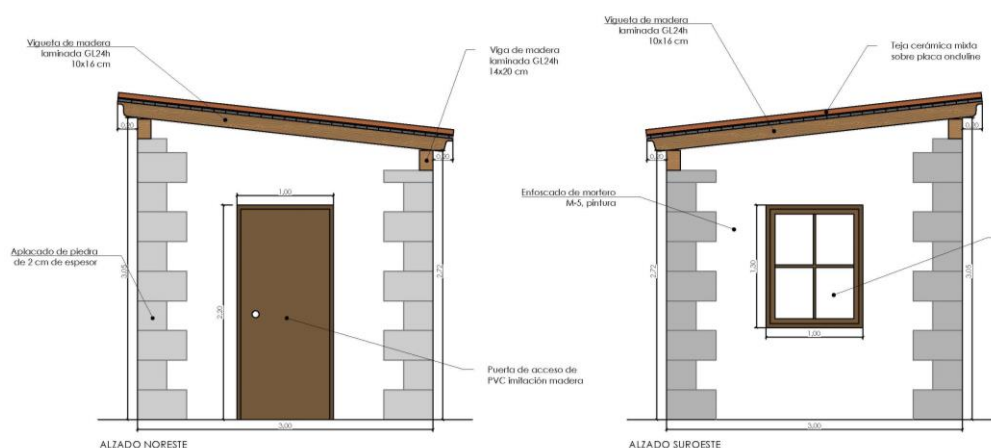 Vigueta de madera
laminada GL24h
10x16 cm
Viga de madera
laminada GL24h
14x20 cm
0,20
0,20
1,00
Aplacado de piedra
de 2 cm de espesor
3,05
2,20
2,72
Puerta de acceso de
PVC imitación madera
3,00
ALZADO NORESTE
Vigueta de madera
laminada GL24h
10x16 cm
Teja cerámica mixta
sobre placa onduline
0,20
0,20
Enfoscado de mortero
M-5, pintura
2,72
1,30
3,05
1,00
3,00
ALZADO SUROESTE